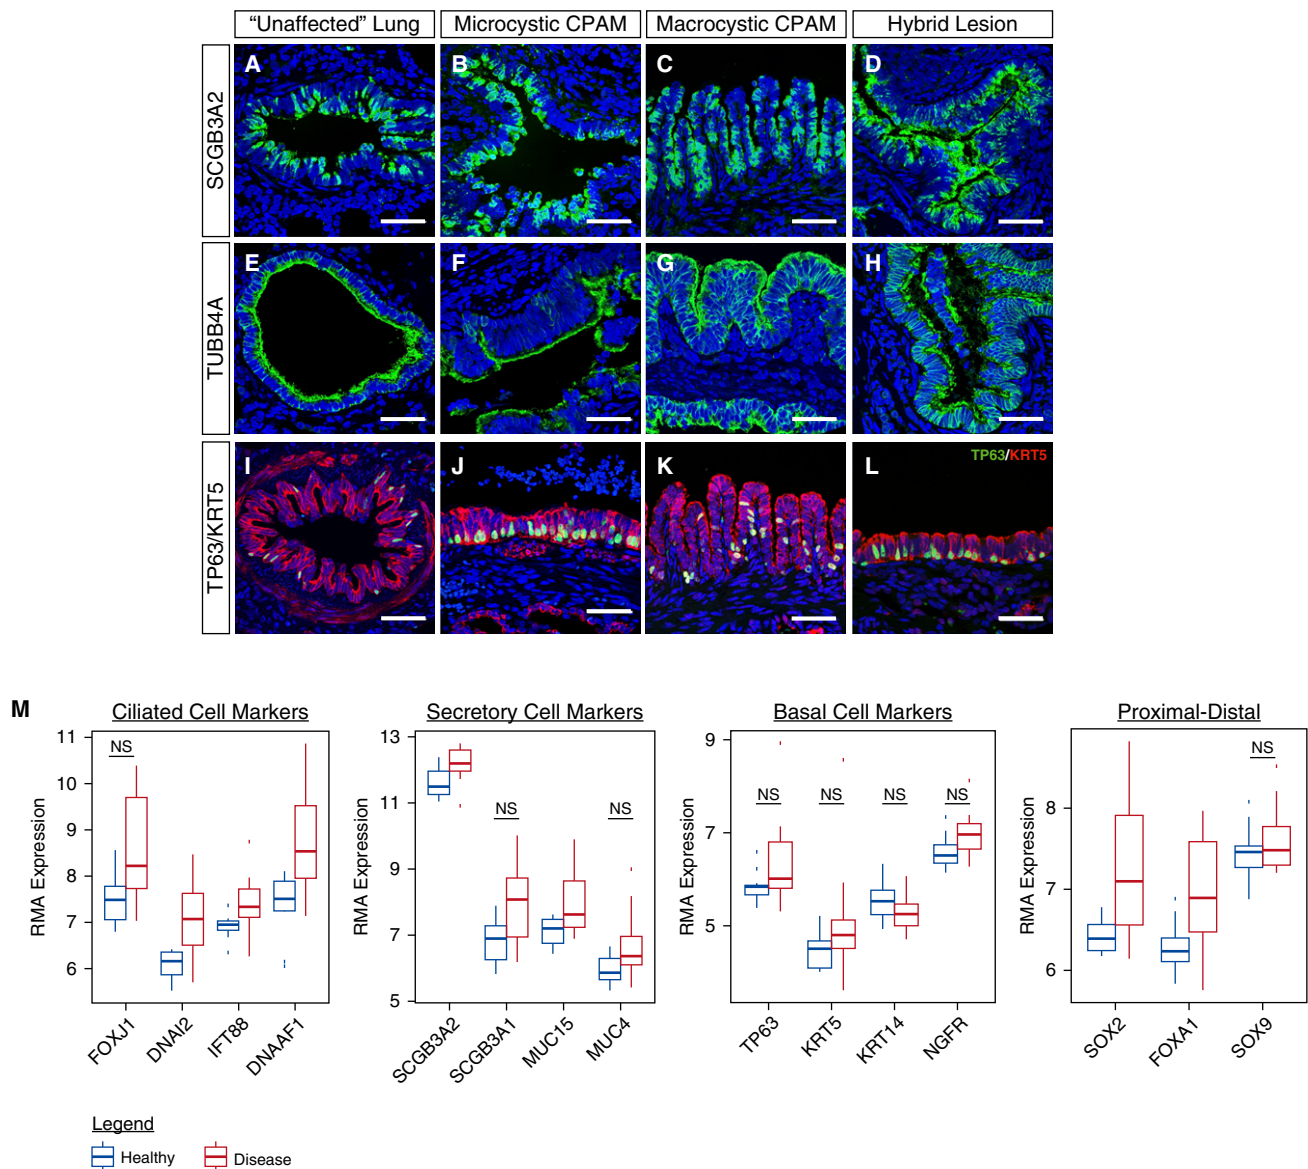 “Unaffected” Lung
Microcystic CPAM
Macrocystic CPAM
Hybrid Lesion
SCGB3A2
A
B
C
D
TUBB4A
E
F
G
H
TP63/KRT5
I
J
K
L
TP63/KRT5
M
Ciliated Cell Markers
RMA Expression
11
10
9
8
7
6
NS
FOXJ1
DNAI2
IFT88
DNAAF1
Secretory Cell Markers
RMA Expression
13
11
9
7
5
NS
NS
SCGB3A2
SCGB3A1
MUC15
MUC4
Basal Cell Markers
RMA Expression
9
7
5
NS
NS
NS
NS
TP63
KRT5
KRT14
NGFR
Proximal-Distal
RMA Expression
8
7
6
NS
SOX2
FOXA1
SOX9
Legend
Healthy
Disease